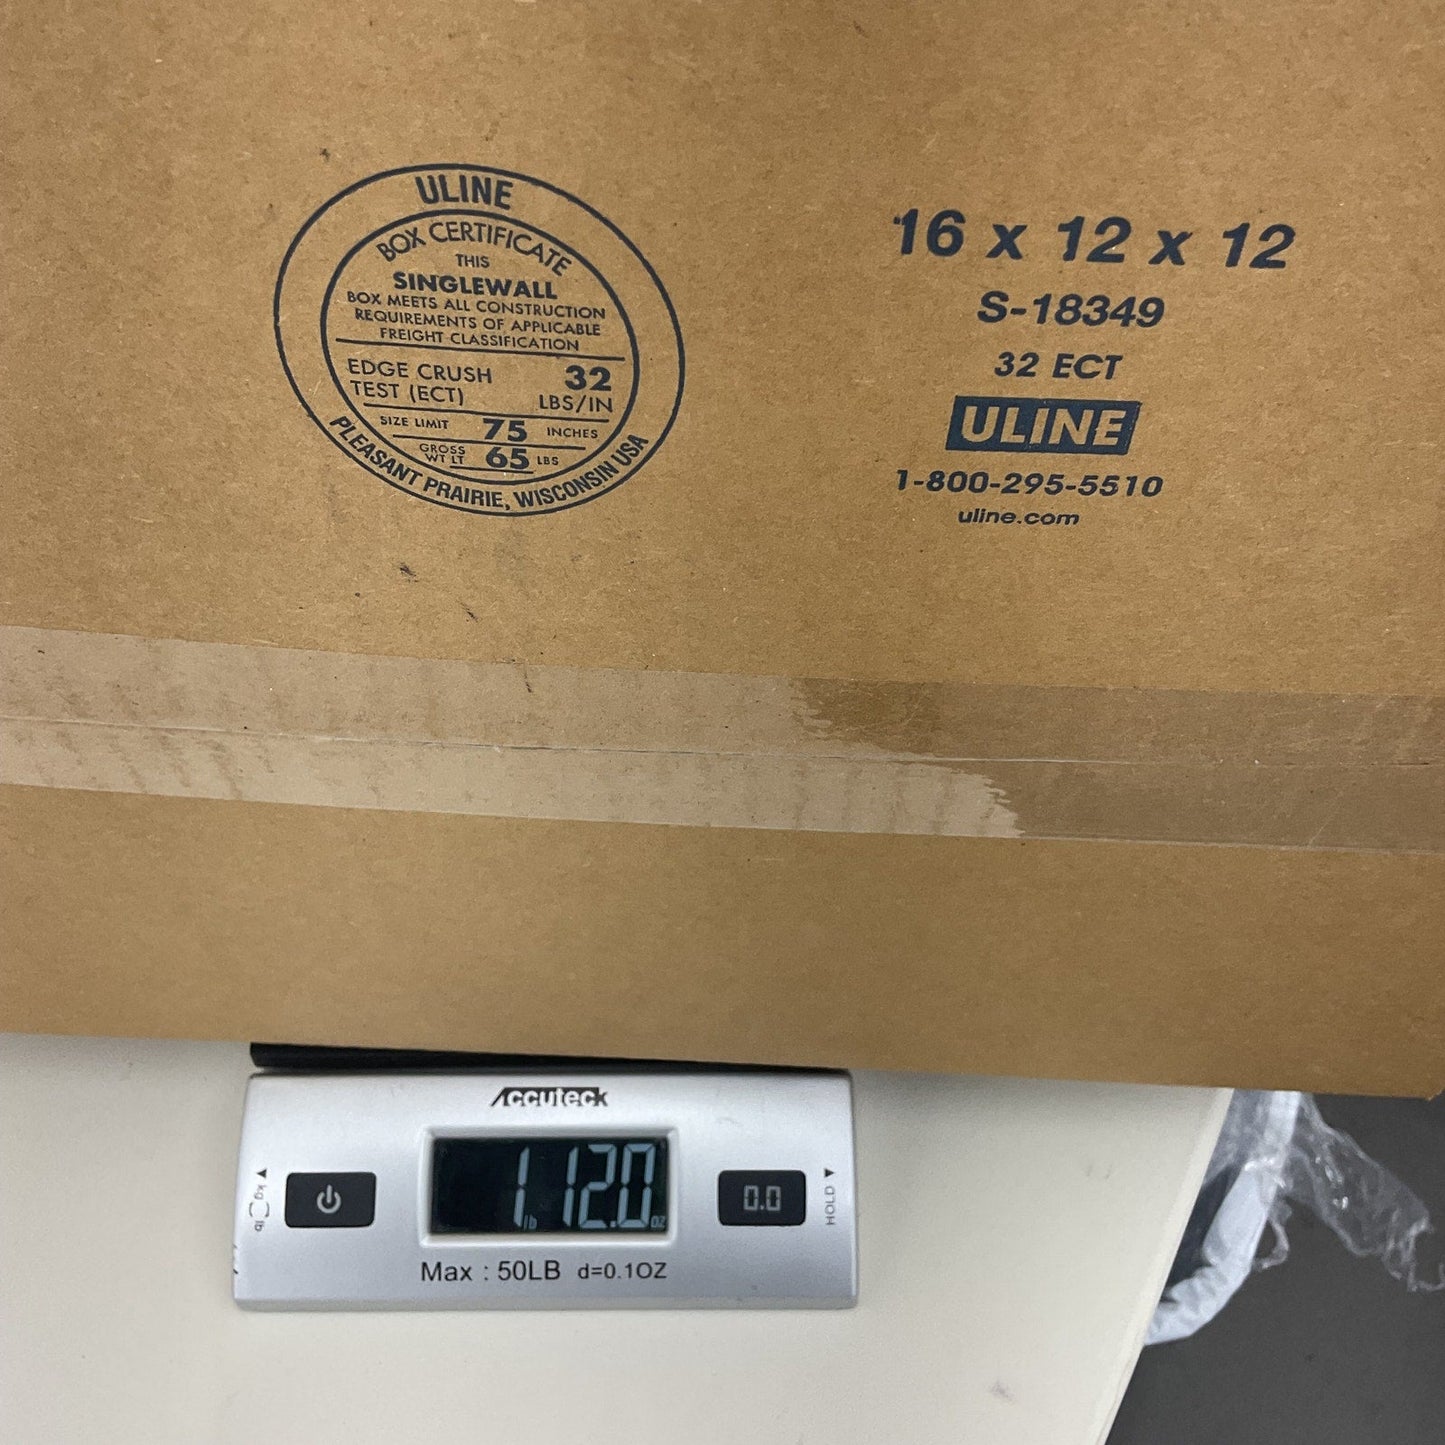 ULINE
BOX CERTIFICATE
THIS
SINGLEWALL
BOX MEETS ALL CONSTRUCTION
REQUIREMENTS OF APPLICABLE
FREIGHT CLASSIFICATION
EDGE CRUSH
TEST (ECT)
32
LBS/IN
SIZE LIMIT 75 INCHES
GROSS
WT LT 65 LBS
PLEASANT PRAIRIE, WISCONSIN USA
16 x 12 x 12
S-18349
32 ECT
ULINE
1-800-295-5510
uline.com
Accuteck
kg lb
1 lb 12.0 oz
0.0
HOLD
Max : 50LB d=0.1OZ